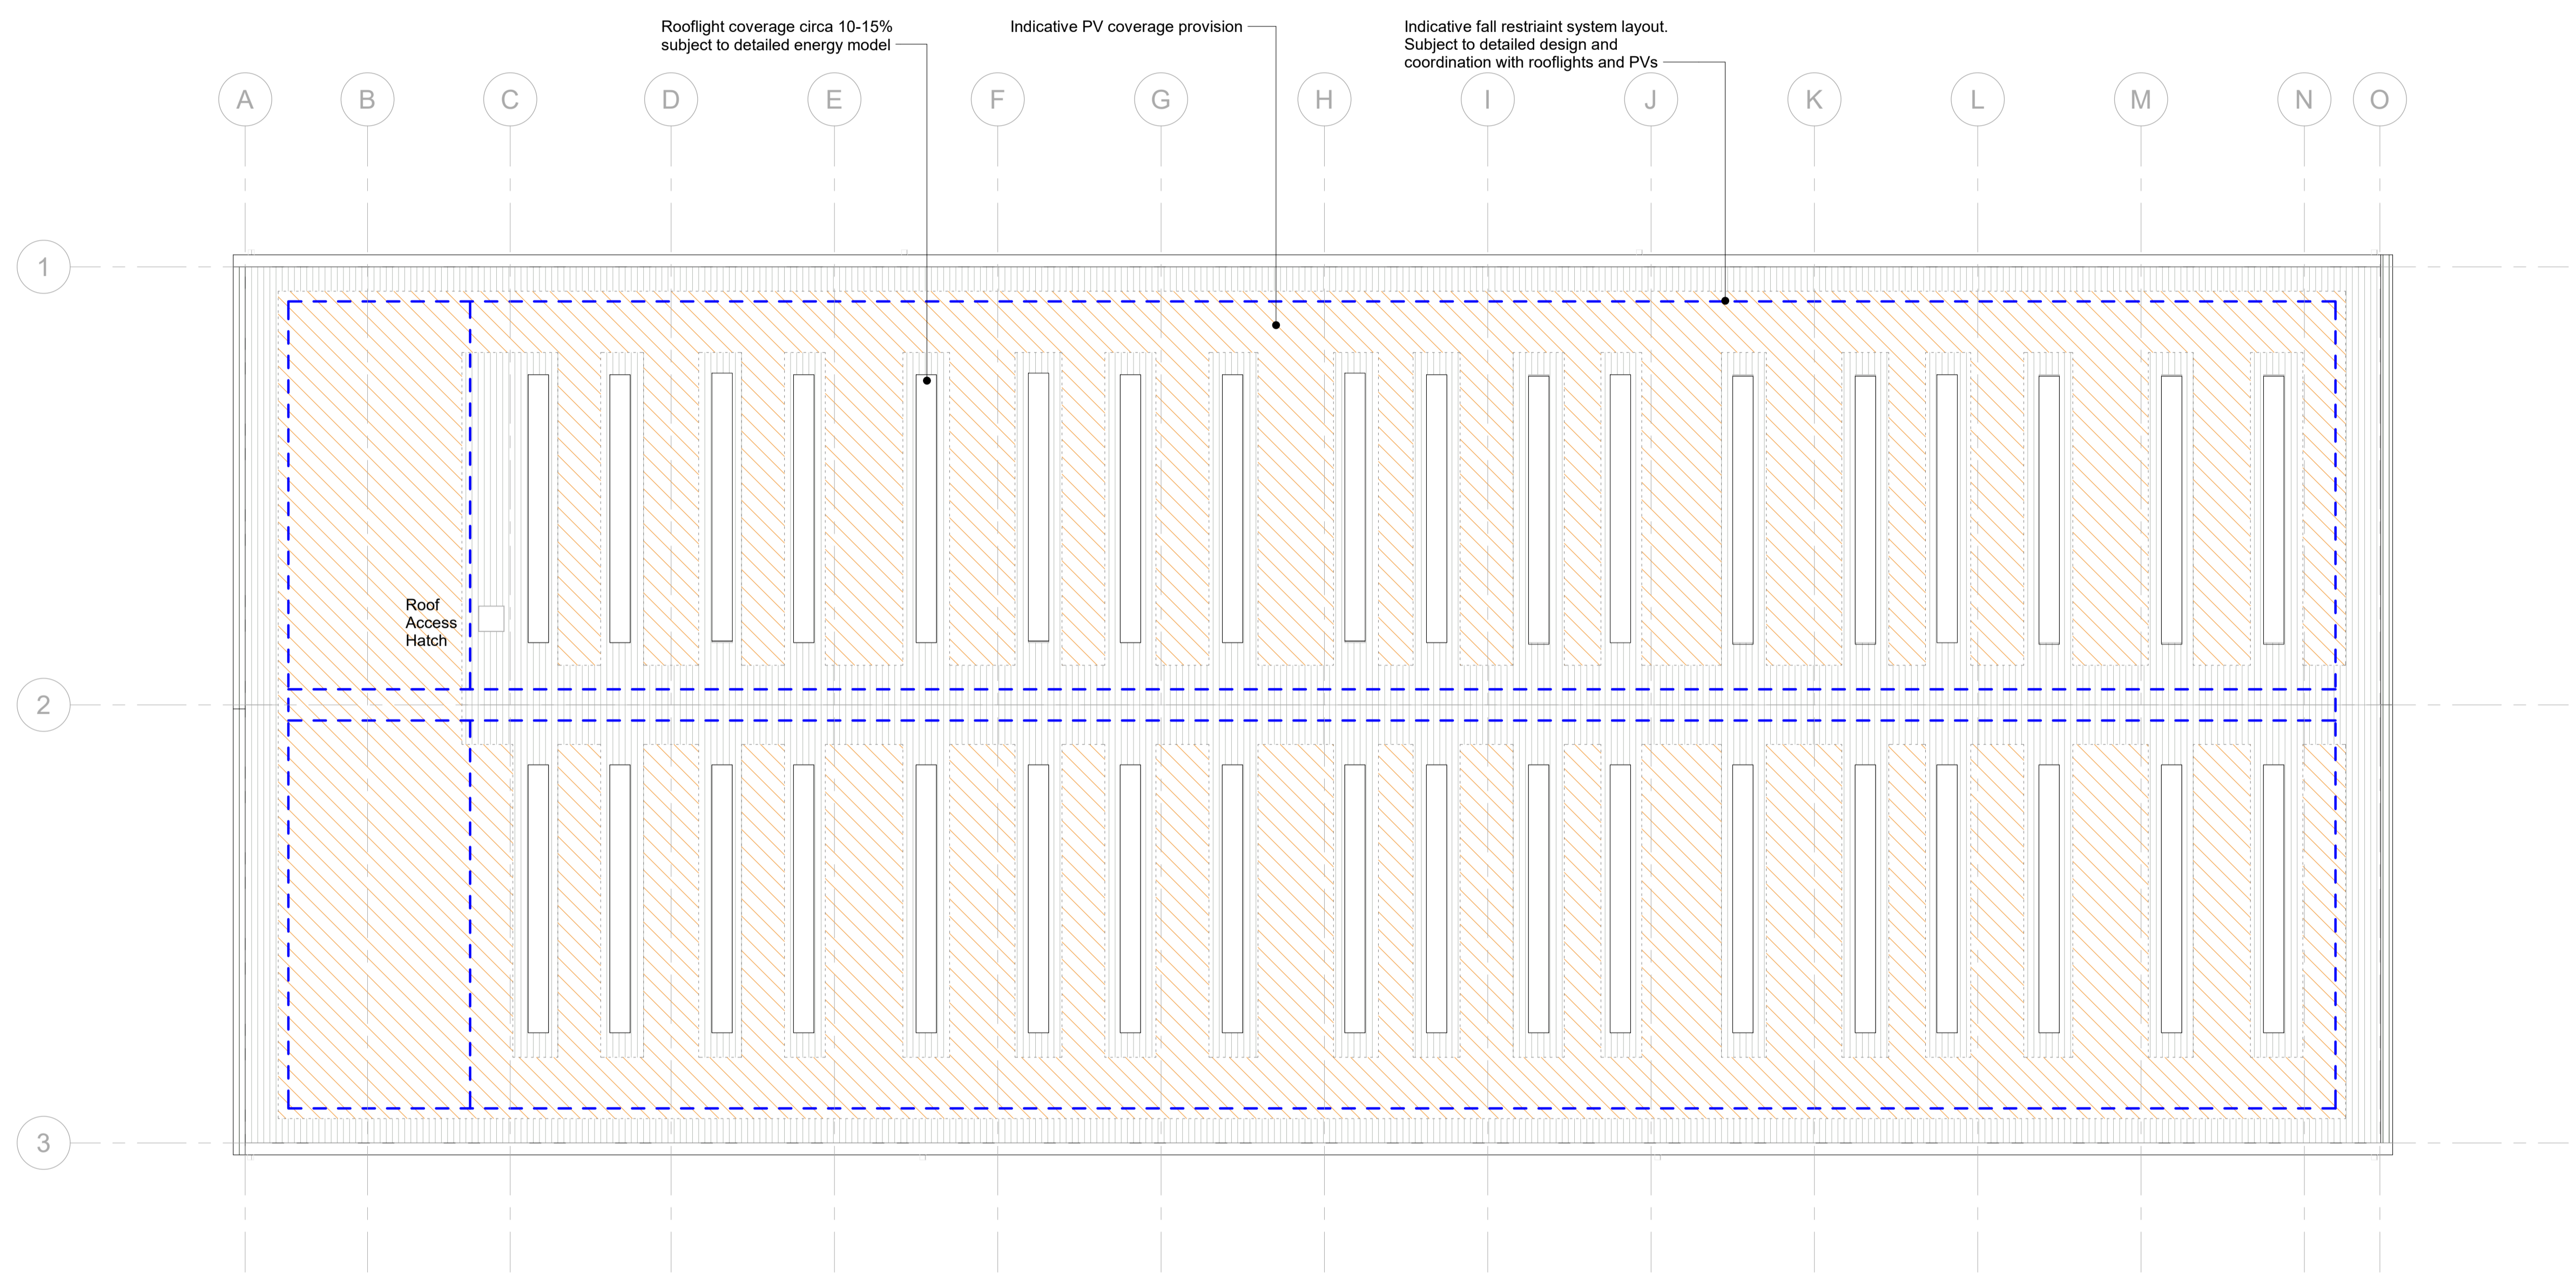 Rooflight coverage circa 10-15%
subject to detailed energy model
Indicative PV coverage provision
Indicative fall restriaint system layout.
Subject to detailed design and
coordination with rooflights and PVs
A B C D E F G H I J K L M N O
1
Roof
Access
Hatch
2
3